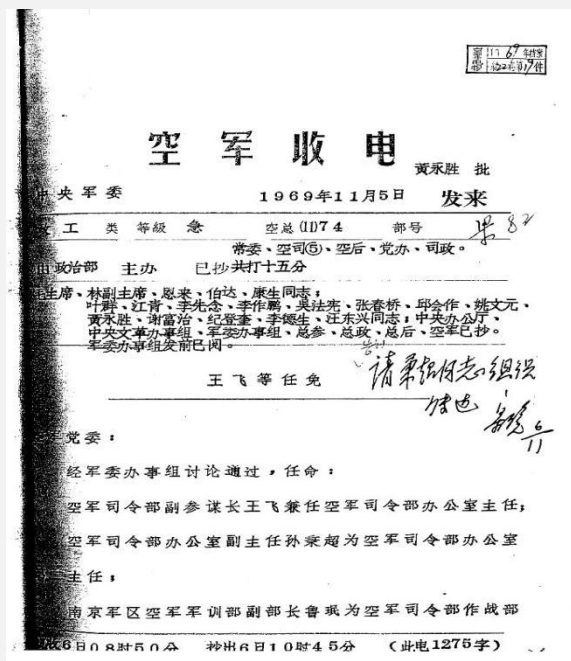 空军收电
黄永胜 批
中央军委 1969年11月5日 发来
工 类 等级 急 空总(11)74 部号
常委、空司⑤、空后、党办、司政。
由政治部 主办 已抄共打十五分
主席、林副主席、恩来、伯达、康生同志；
叶群、江青、李先念、李作鹏、吴法宪、张春桥、邱会作、姚文元、
黄永胜、谢富治、纪登奎、李德生、汪东兴同志；中央办公厅、
中央文革办事组、军委办事组、总参、总政、总后、空军已抄。
军委办事组发前已阅。
王飞等任免
请秉超同志组织
传达
6/11
党委：
经军委办事组讨论通过，任命：
空军司令部副参谋长王飞兼任空军司令部办公室主任；
空军司令部办公室副主任孙秉超为空军司令部办公室
主任；
南京军区空军军训部副部长鲁珉为空军司令部作战部
收6日08时50分 抄出6日10时45分 （此电1275字）